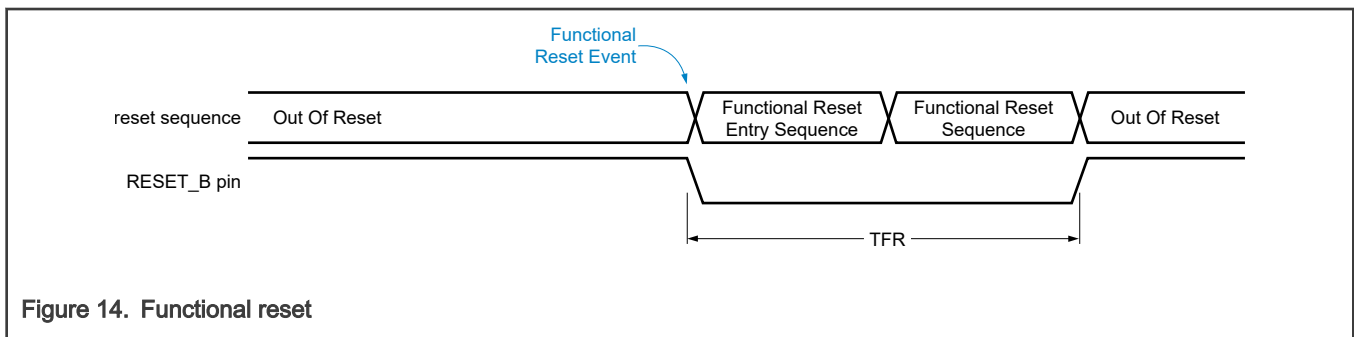 Functional
Reset Event
reset sequence
Out Of Reset
Functional Reset
Entry Sequence
Functional Reset
Sequence
Out Of Reset
RESET_B pin
TFR
Figure 14. Functional reset